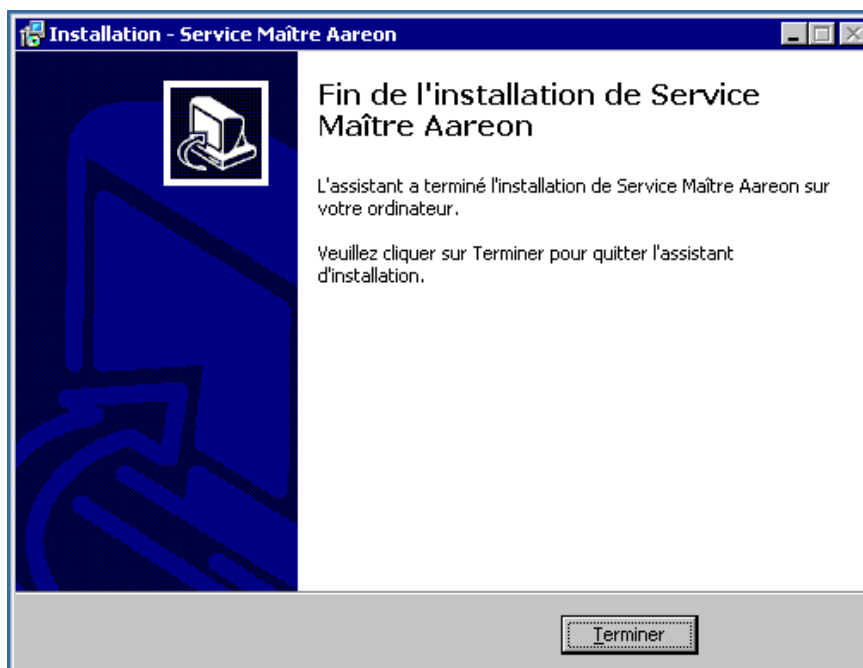 Installation - Service Maître Aareon
Fin de l'installation de Service
Maître Aareon
L'assistant a terminé l'installation de Service Maître Aareon sur
votre ordinateur.
Veuillez cliquer sur Terminer pour quitter l'assistant
d'installation.
Terminer